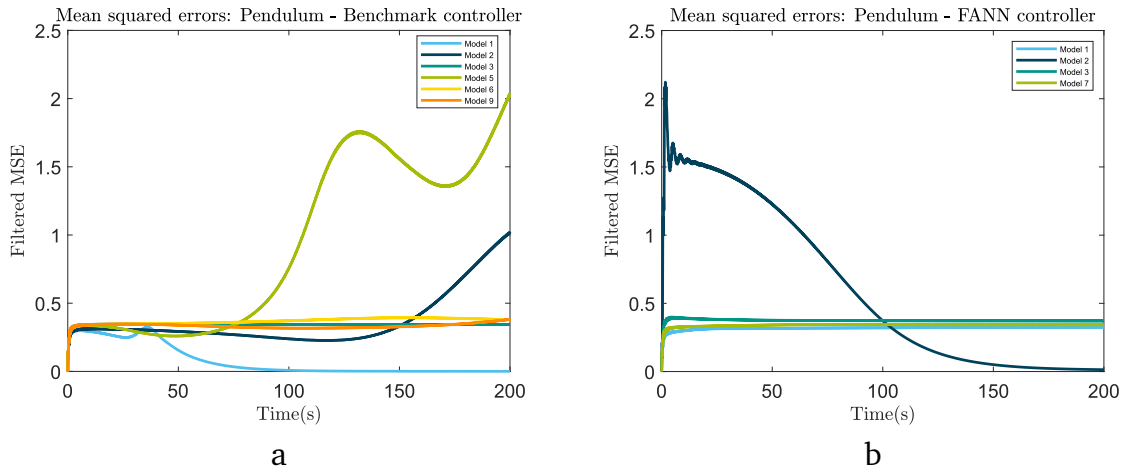 Mean squared errors: Pendulum - Benchmark controller
2.5
2
1.5
1
0.5
0
Filtered MSE
0 50 100 150 200
Time(s)
Model 1
Model 2
Model 3
Model 5
Model 6
Model 9
a
Mean squared errors: Pendulum - FANN controller
2.5
2
1.5
1
0.5
0
Filtered MSE
0 50 100 150 200
Time(s)
Model 1
Model 2
Model 3
Model 7
b